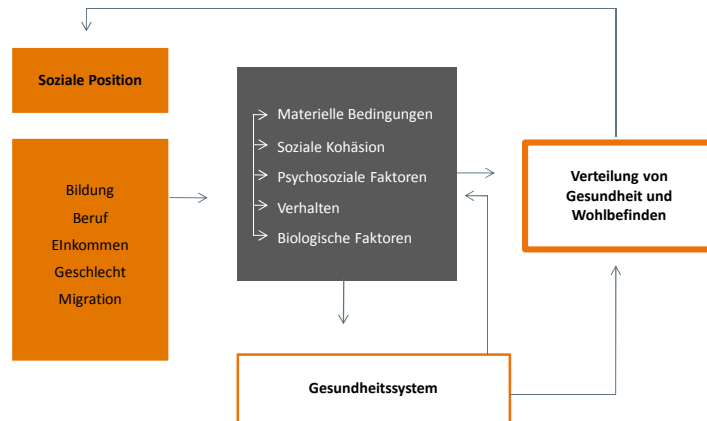 Soziale Position
Bildung
Beruf
EInkommen
Geschlecht
Migration
Materielle Bedingungen
Soziale Kohäsion
Psychosoziale Faktoren
Verhalten
Biologische Faktoren
Verteilung von
Gesundheit und
Wohlbefinden
Gesundheitssystem